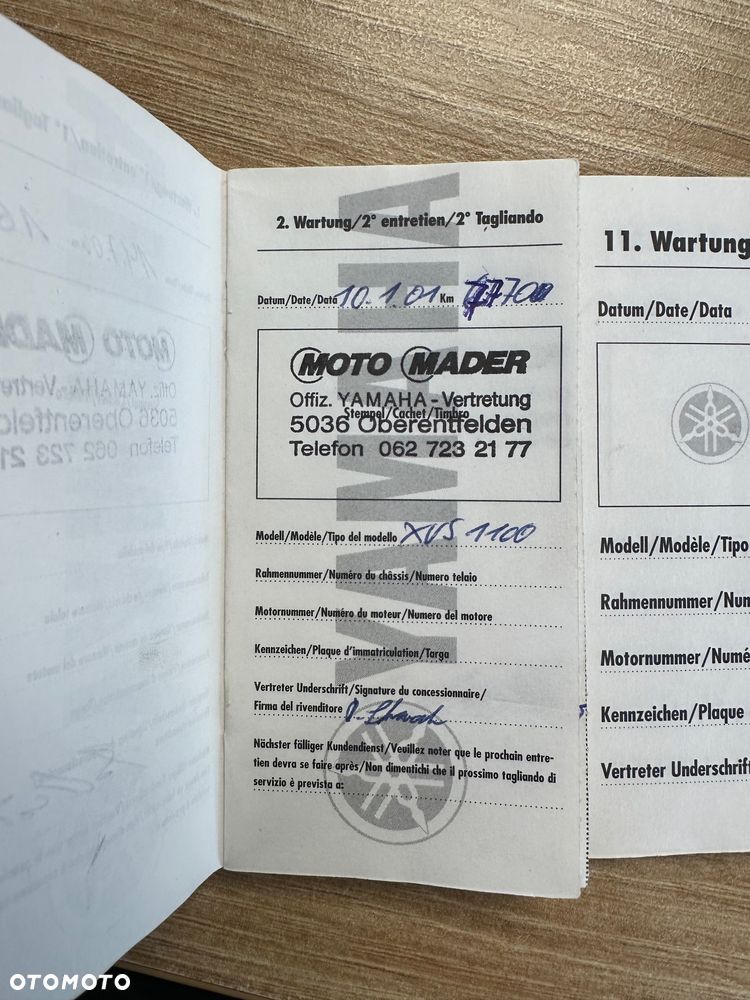 2. Wartung/2° entretien/2° Tagliando
Datum/Date/Data 10.1.01 Km 7700
MOTO MADER
Offiz. YAMAHA-Vertretung
Stempel/Cachet/Timbro
5036 Oberentfelden
Telefon 062 723 21 77
Modell/Modèle/Tipo del modello XVS 1100
Rahmennummer/Numéro du châssis/Numero telaio
Motornummer/Numéro du moteur/Numero del motore
Kennzeichen/Plaque d'immatriculation/Targa
Vertreter Underschrift/Signature du concessionnaire/
Firma del rivenditore
Nächster fälliger Kundendienst/Veuillez noter que le prochain entre-
tien devra se faire après/Non dimentichi che il prossimo tagliando di
servizio è prevista a:
YAMAHA
11. Wartung
Datum/Date/Data
Modell/Modèle/Tipo
Rahmennummer/Num
Motornummer/Numé
Kennzeichen/Plaque
Vertreter Underschrift
OTOMOTO